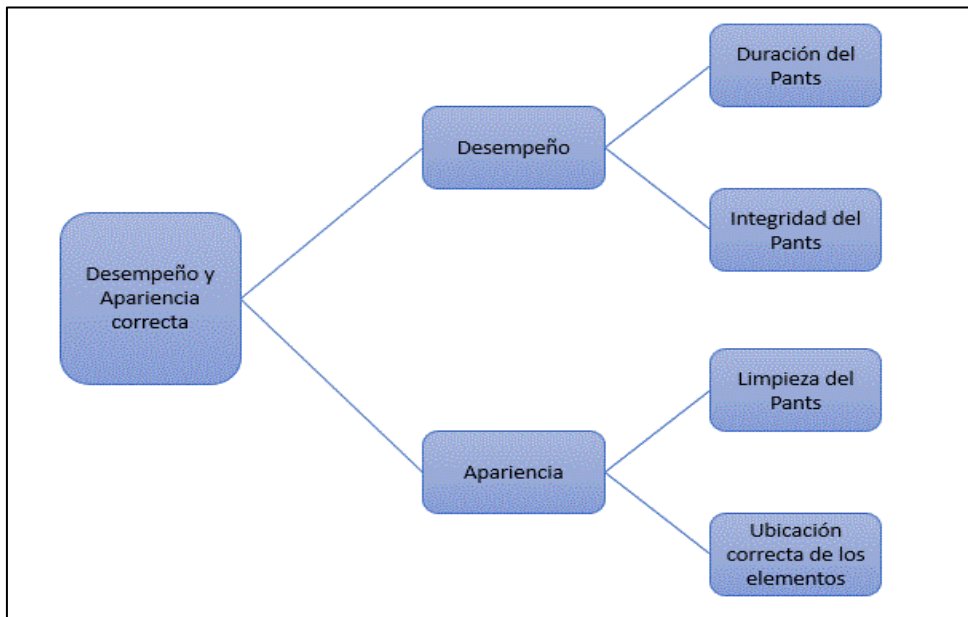 Desempeño y
Apariencia
correcta
Desempeño
Duración del
Pants
Integridad del
Pants
Apariencia
Limpieza del
Pants
Ubicación
correcta de los
elementos